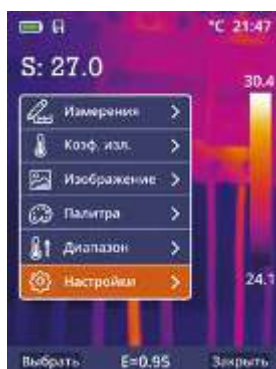 °C 21:47
S: 27.0
30.4
Измерения
Коэф. изл.
Изображение
Палитра
Диапазон
Настройки
24.1
Выбрать E=0.95 Закрыть